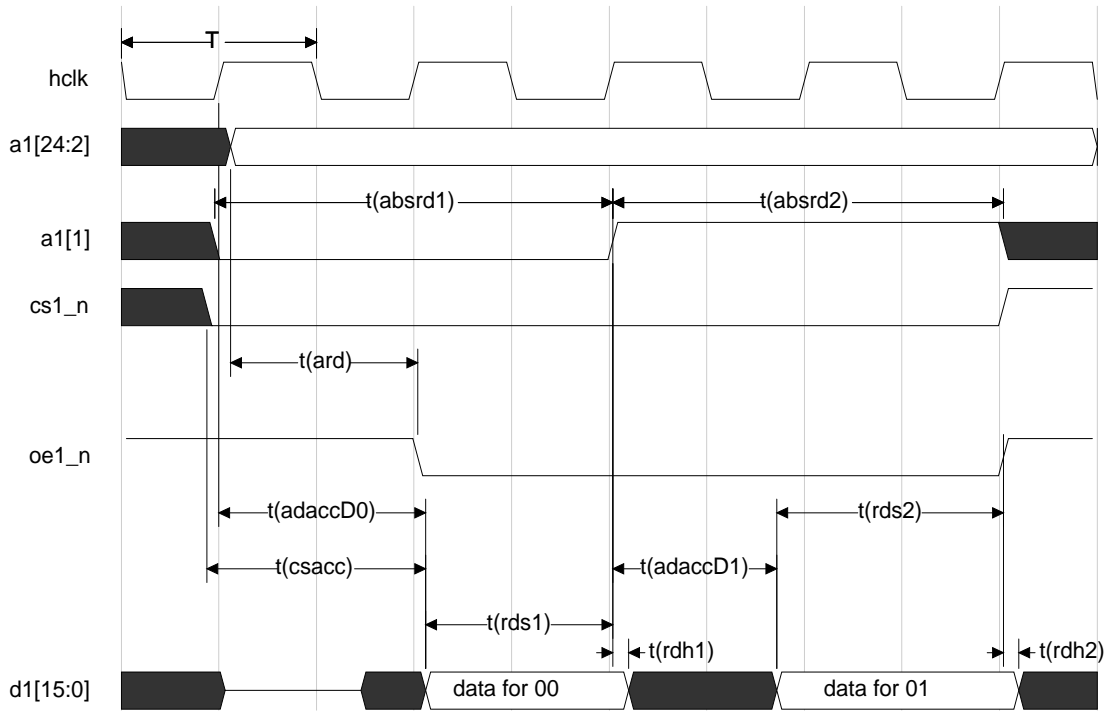 T
hclk
a1[24:2]
t(absrd1) t(absrd2)
a1[1]
cs1_n
t(ard)
oe1_n
t(adaccD0) t(rds2)
t(csacc) t(adaccD1)
t(rds1)
t(rdh1) t(rdh2)
d1[15:0] data for 00 data for 01